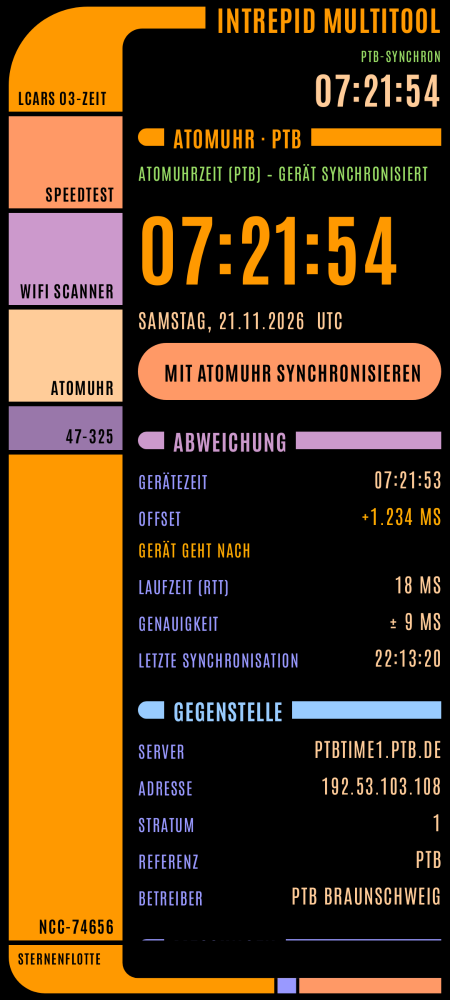 INTREPID MULTITOOL
PTB-SYNCHRON
07:21:54
LCARS 03-ZEIT
SPEEDTEST
WIFI SCANNER
ATOMUHR
47-325
NCC-74656
STERNENFLOTTE
ATOMUHR · PTB
ATOMUHRZEIT (PTB) - GERÄT SYNCHRONISIERT
07:21:54
SAMSTAG, 21.11.2026 UTC
MIT ATOMUHR SYNCHRONISIEREN
ABWEICHUNG
GERÄTEZEIT 07:21:53
OFFSET +1.234 MS
GERÄT GEHT NACH
LAUFZEIT (RTT) 18 MS
GENAUIGKEIT ± 9 MS
LETZTE SYNCHRONISATION 22:13:20
GEGENSTELLE
SERVER PTBTIME1.PTB.DE
ADRESSE 192.53.103.108
STRATUM 1
REFERENZ PTB
BETREIBER PTB BRAUNSCHWEIG